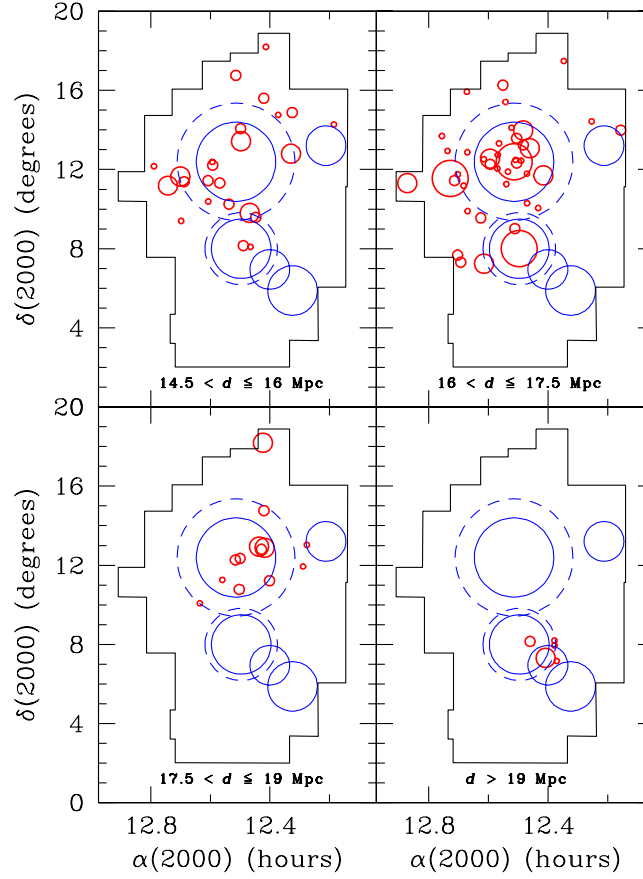 20
16
12
8
4
δ(2000) (degrees)
14.5 < d ≦ 16 Mpc
16 < d ≦ 17.5 Mpc
20
16
12
8
4
0
δ(2000) (degrees)
17.5 < d ≦ 19 Mpc
d > 19 Mpc
12.8 12.4 12.8 12.4
α(2000) (hours) α(2000) (hours)